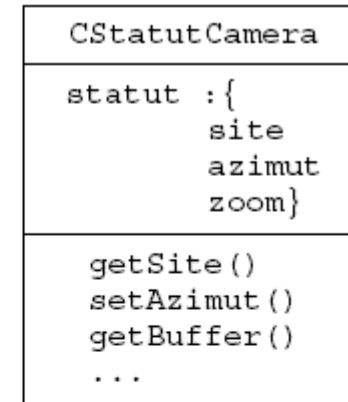 CStatutCamera
statut :{
site
azimut
zoom}
getSite()
setAzimut()
getBuffer()
...